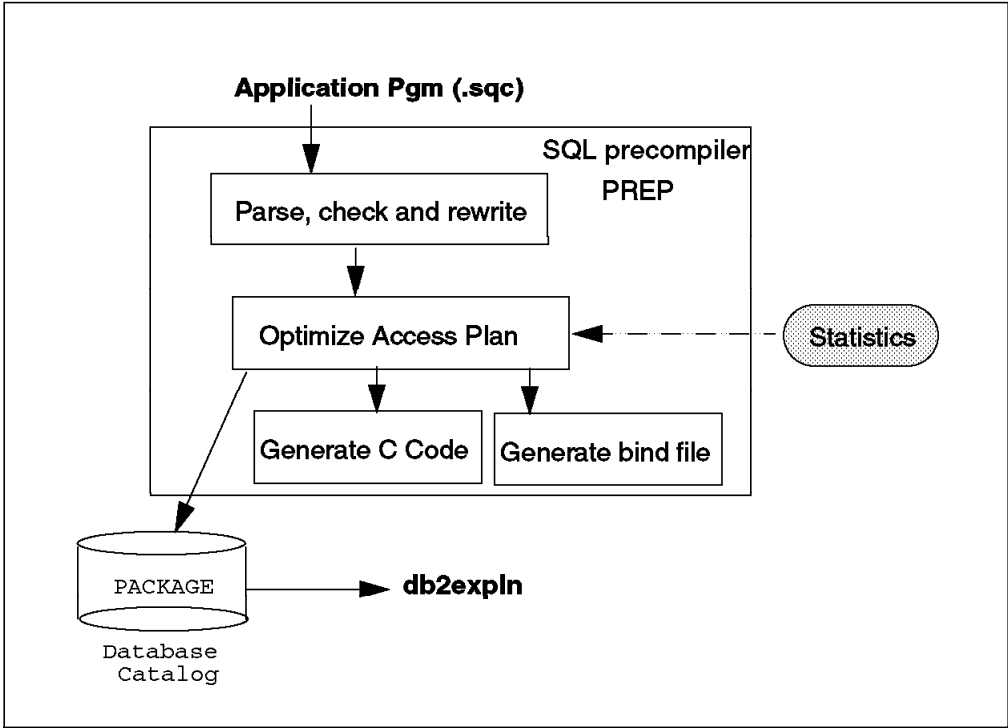 Application Pgm (.sqc)
SQL precompiler
PREP
Parse, check and rewrite
Optimize Access Plan
Statistics
Generate C Code
Generate bind file
PACKAGE
db2expln
Database
Catalog